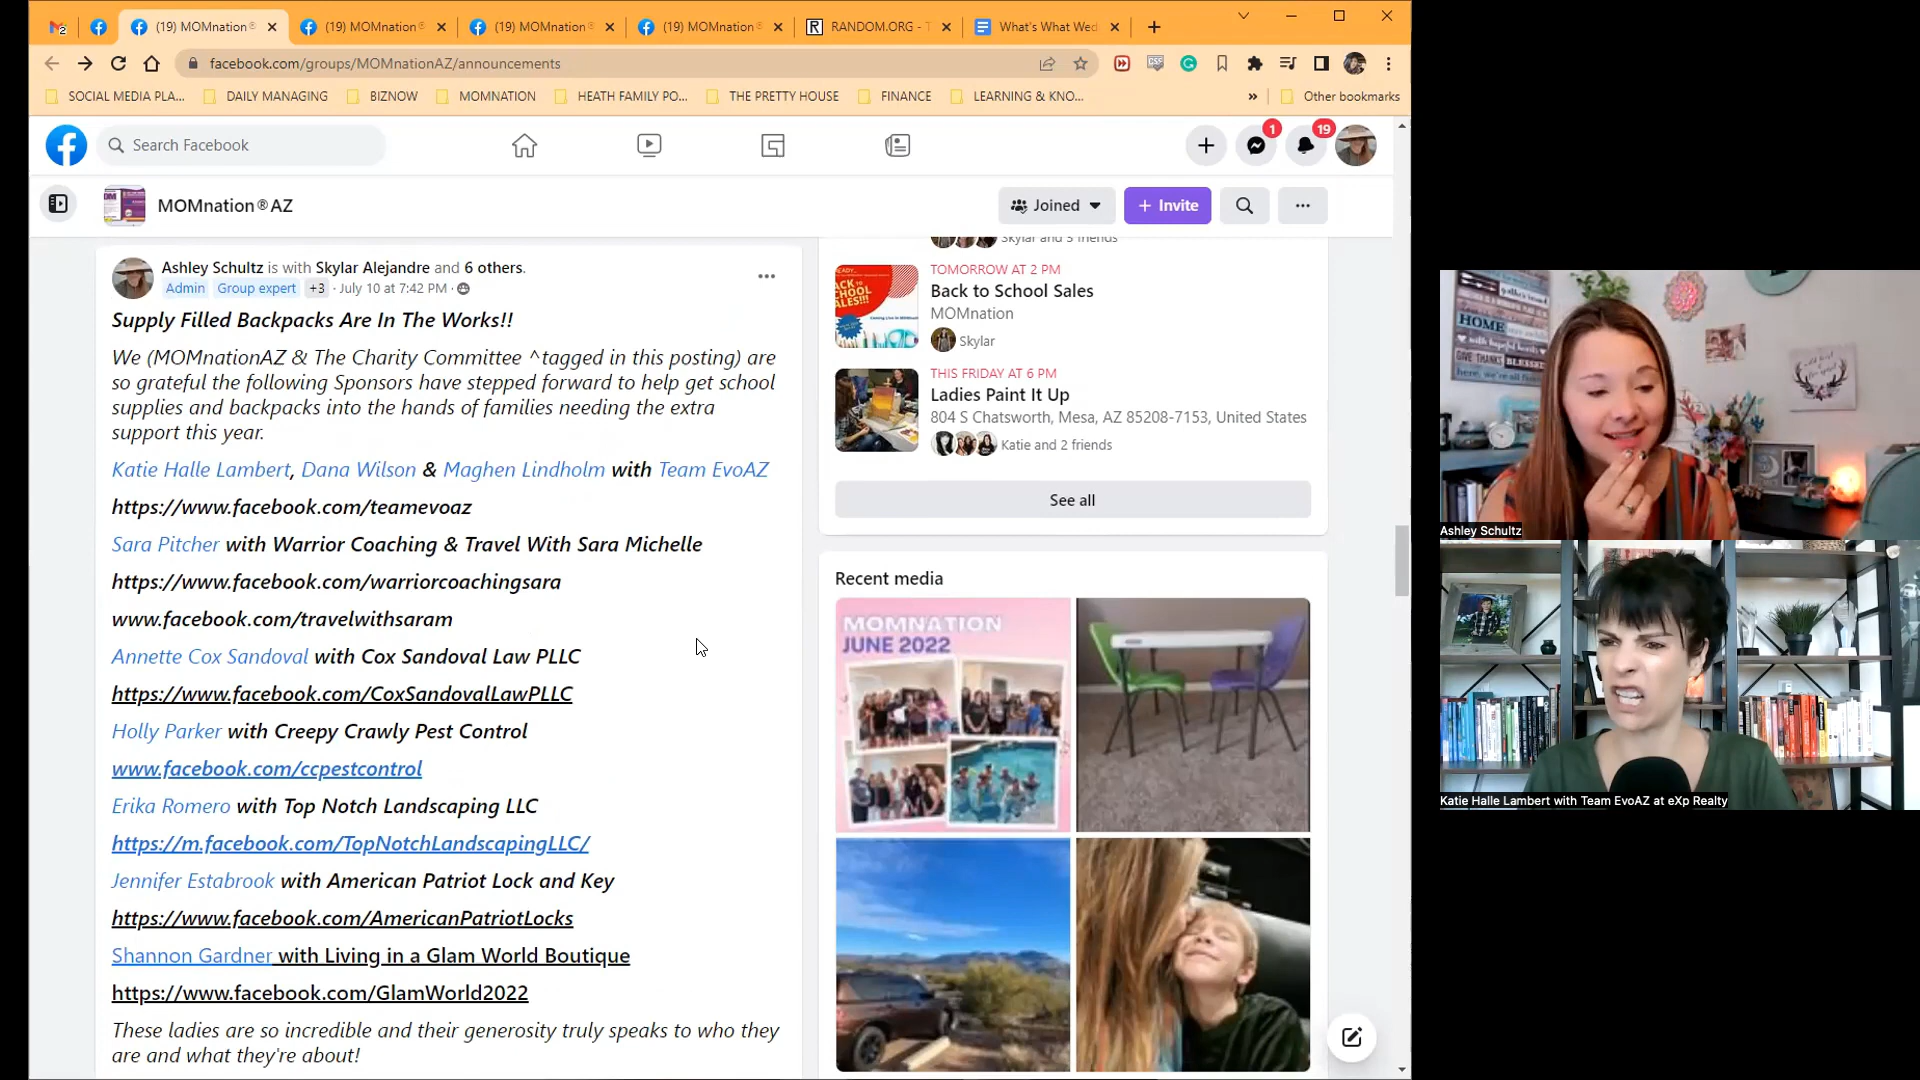 (19) MOMnation®
(19) MOMnation®
(19) MOMnation®
(19) MOMnation®
RANDOM.ORG - T
What's What Wed
facebook.com/groups/MOMnationAZ/announcements
SOCIAL MEDIA PLA...
DAILY MANAGING
BIZNOW
MOMNATION
HEATH FAMILY PO...
THE PRETTY HOUSE
FINANCE
LEARNING & KNO...
»
Other bookmarks
Search Facebook
1
19
MOMnation®AZ
Joined
+ Invite
Ashley Schultz is with Skylar Alejandre and 6 others.
Admin Group expert +3 · July 10 at 7:42 PM ·
Supply Filled Backpacks Are In The Works!!
We (MOMnationAZ & The Charity Committee ^tagged in this posting) are
so grateful the following Sponsors have stepped forward to help get school
supplies and backpacks into the hands of families needing the extra
support this year.
Katie Halle Lambert, Dana Wilson & Maghen Lindholm with Team EvoAZ
https://www.facebook.com/teamevoaz
Sara Pitcher with Warrior Coaching & Travel With Sara Michelle
https://www.facebook.com/warriorcoachingsara
www.facebook.com/travelwithsaram
Annette Cox Sandoval with Cox Sandoval Law PLLC
https://www.facebook.com/CoxSandovalLawPLLC
Holly Parker with Creepy Crawly Pest Control
www.facebook.com/ccpestcontrol
Erika Romero with Top Notch Landscaping LLC
https://m.facebook.com/TopNotchLandscapingLLC/
Jennifer Estabrook with American Patriot Lock and Key
https://www.facebook.com/AmericanPatriotLocks
Shannon Gardner with Living in a Glam World Boutique
https://www.facebook.com/GlamWorld2022
These ladies are so incredible and their generosity truly speaks to who they
are and what they're about!
Skylar and 3 friends
TOMORROW AT 2 PM
Back to School Sales
MOMnation
Skylar
THIS FRIDAY AT 6 PM
Ladies Paint It Up
804 S Chatsworth, Mesa, AZ 85208-7153, United States
Katie and 2 friends
See all
Recent media
MOMNATION
JUNE 2022
HOME
GIVE THANKS BLESSED
Ashley Schultz
Katie Halle Lambert with Team EvoAZ at eXp Realty